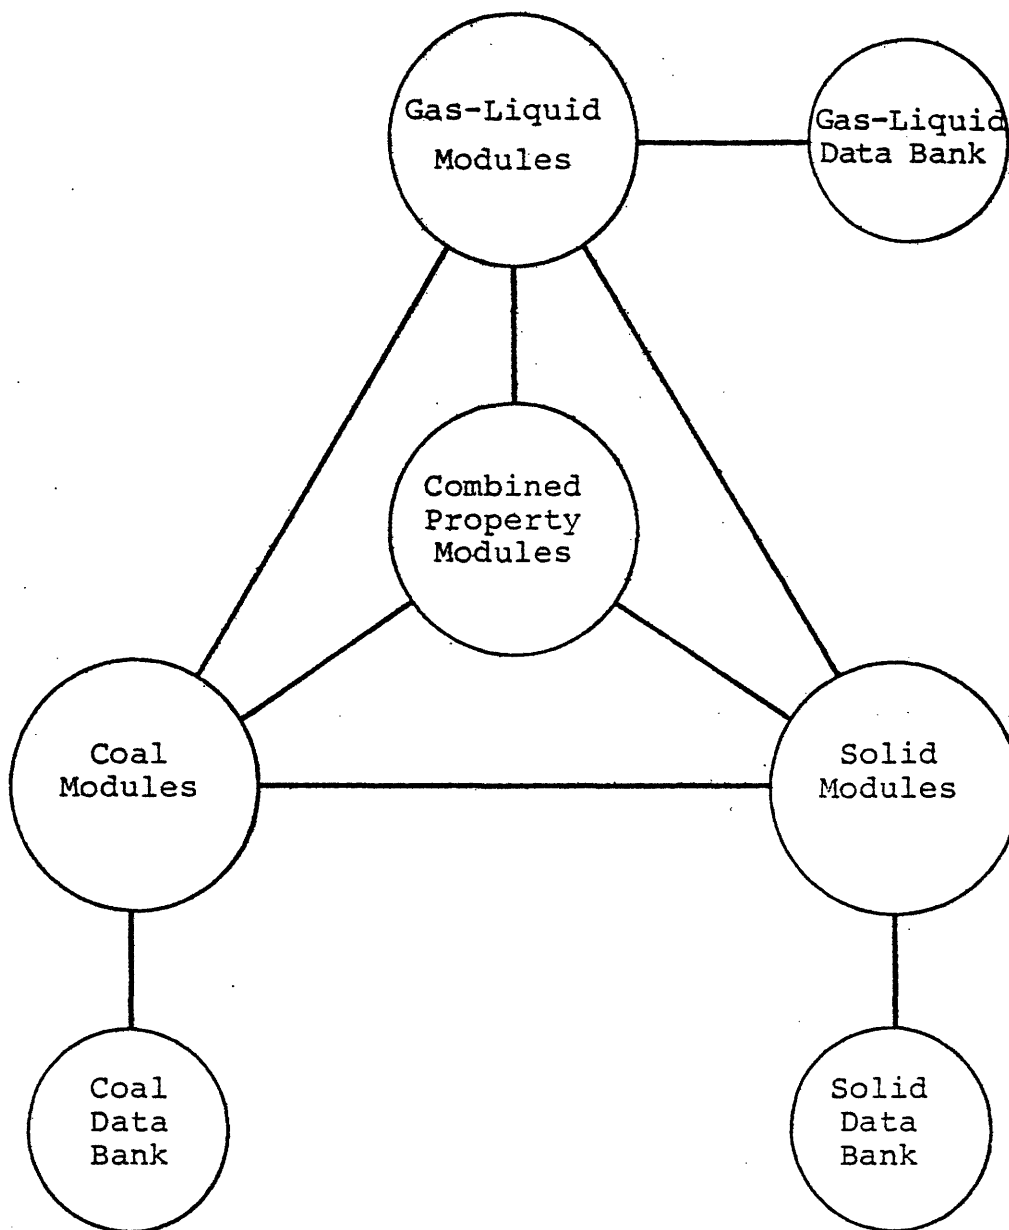 Gas-Liquid
Modules
Gas-Liquid
Data Bank
Combined
Property
Modules
Coal
Modules
Solid
Modules
Coal
Data
Bank
Solid
Data
Bank